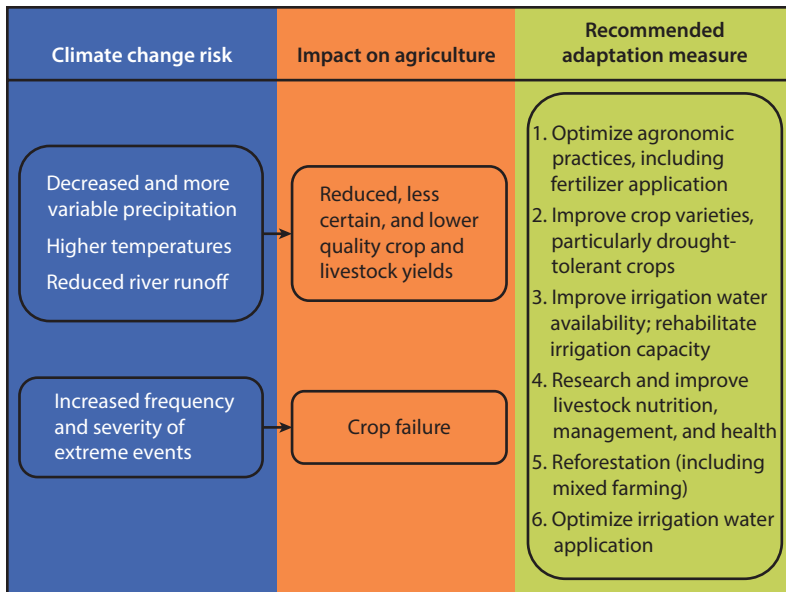 Climate change risk
Impact on agriculture
Recommended
adaptation measure
Decreased and more
variable precipitation
Higher temperatures
Reduced river runoff
Reduced, less
certain, and lower
quality crop and
livestock yields
Increased frequency
and severity of
extreme events
Crop failure
1. Optimize agronomic
practices, including
fertilizer application
2. Improve crop varieties,
particularly drought-
tolerant crops
3. Improve irrigation water
availability; rehabilitate
irrigation capacity
4. Research and improve
livestock nutrition,
management, and health
5. Reforestation (including
mixed farming)
6. Optimize irrigation water
application